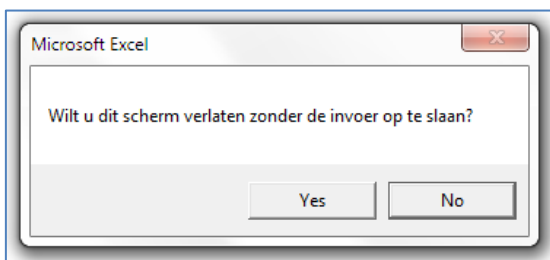 Microsoft Excel
Wilt u dit scherm verlaten zonder de invoer op te slaan?
Yes No